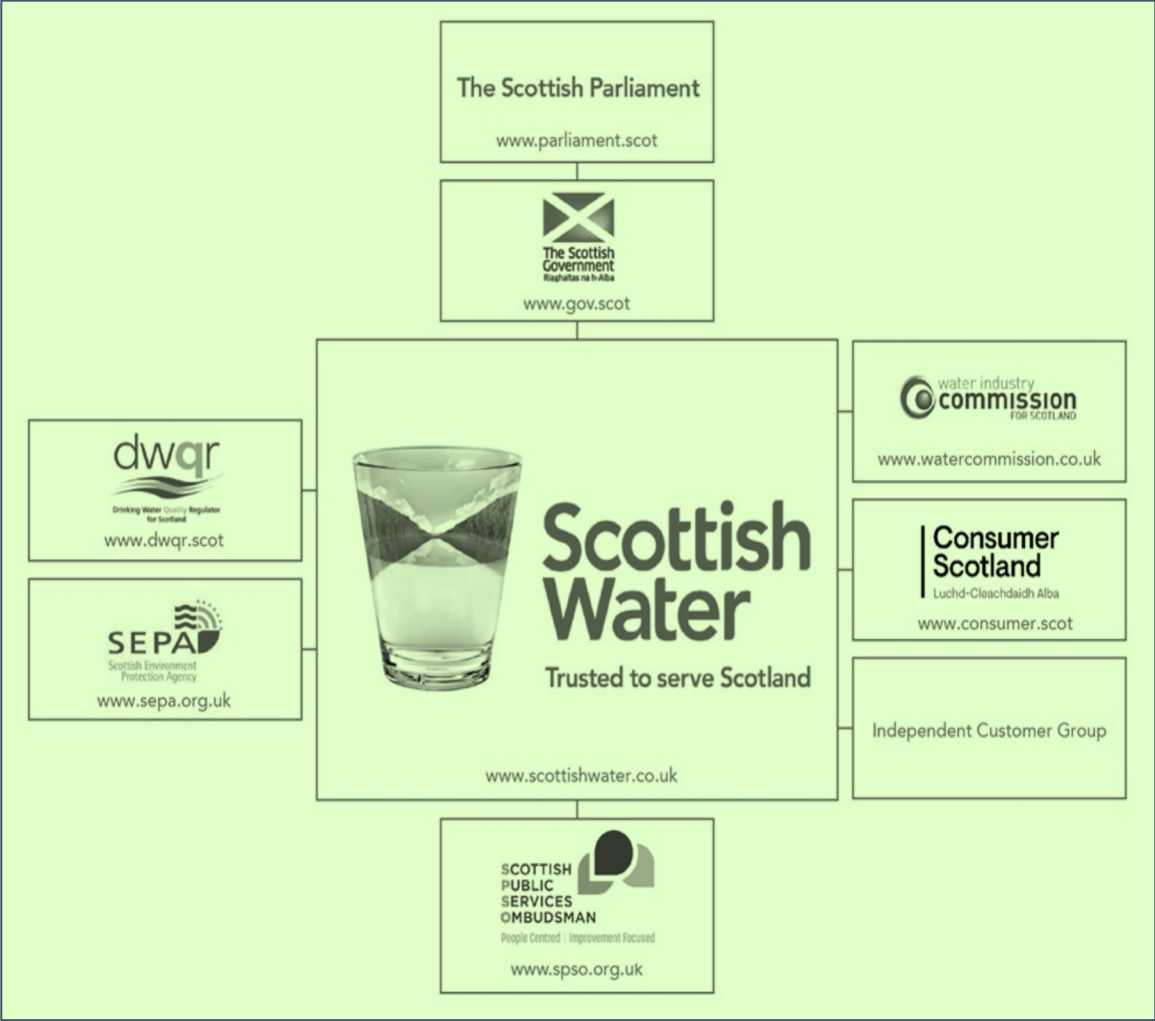 The Scottish Parliament
www.parliament.scot
The Scottish
Government
Riaghaltas na h-Alba
www.gov.scot
dwqr
Drinking Water Quality Regulator
for Scotland
www.dwqr.scot
SEPA
Scottish Environment
Protection Agency
www.sepa.org.uk
Scottish
Water
Trusted to serve Scotland
www.scottishwater.co.uk
water industry
commission
FOR SCOTLAND
www.watercommission.co.uk
Consumer
Scotland
Luchd-Cleachdaidh Alba
www.consumer.scot
Independent Customer Group
SCOTTISH
PUBLIC
SERVICES
OMBUDSMAN
People Centred | Improvement Focused
www.spso.org.uk